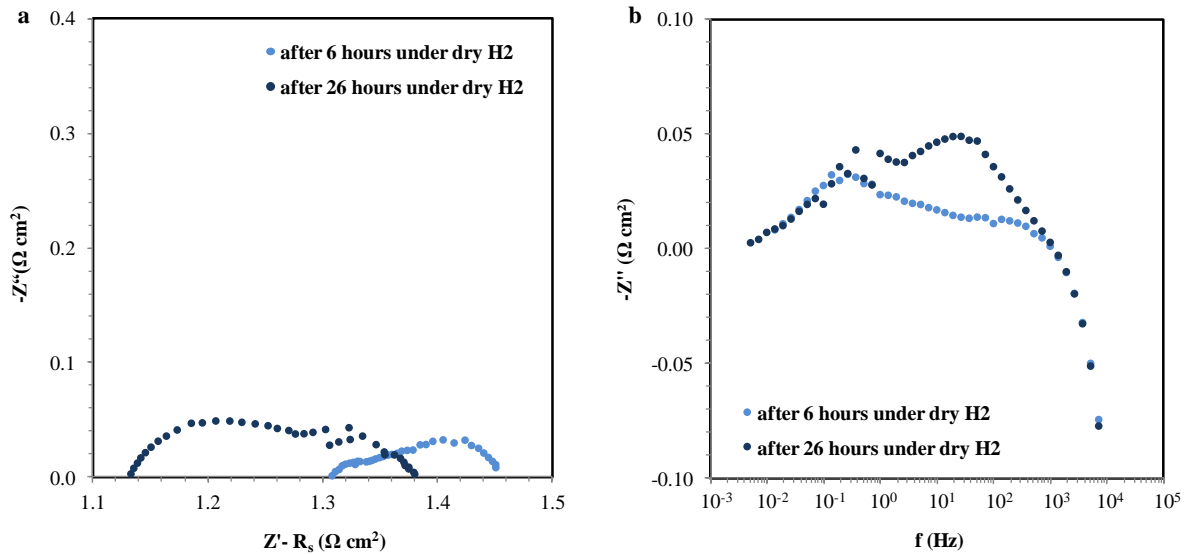 a
after 6 hours under dry H2
after 26 hours under dry H2
-Z“(Ω cm²)
0.4
0.3
0.2
0.1
0.0
1.1 1.2 1.3 1.4 1.5
Z'- Rₛ (Ω cm²)
b
-Z'' (Ω cm²)
0.10
0.05
0.00
-0.05
-0.10
after 6 hours under dry H2
after 26 hours under dry H2
10⁻³ 10⁻² 10⁻¹ 10⁰ 10¹ 10² 10³ 10⁴ 10⁵
f (Hz)